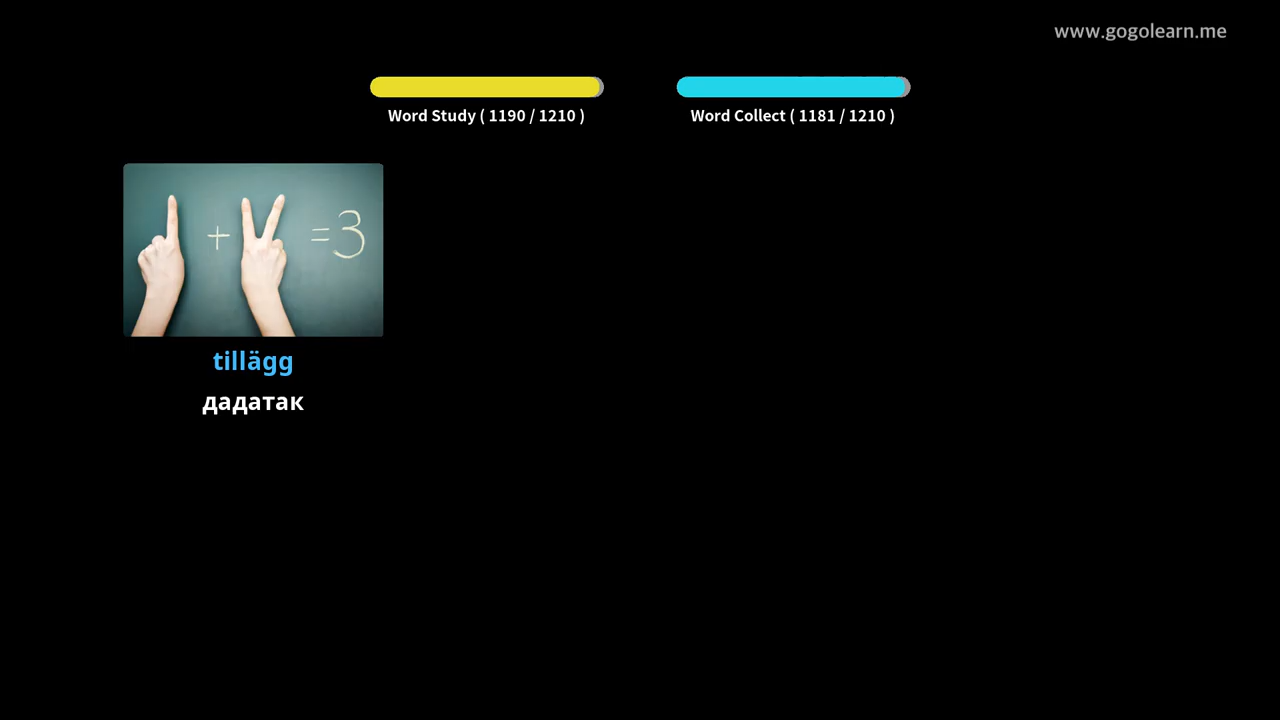 www.gogolearn.me
Word Study ( 1190 / 1210 )
Word Collect ( 1181 / 1210 )
+ =3
tillägg
дадатак